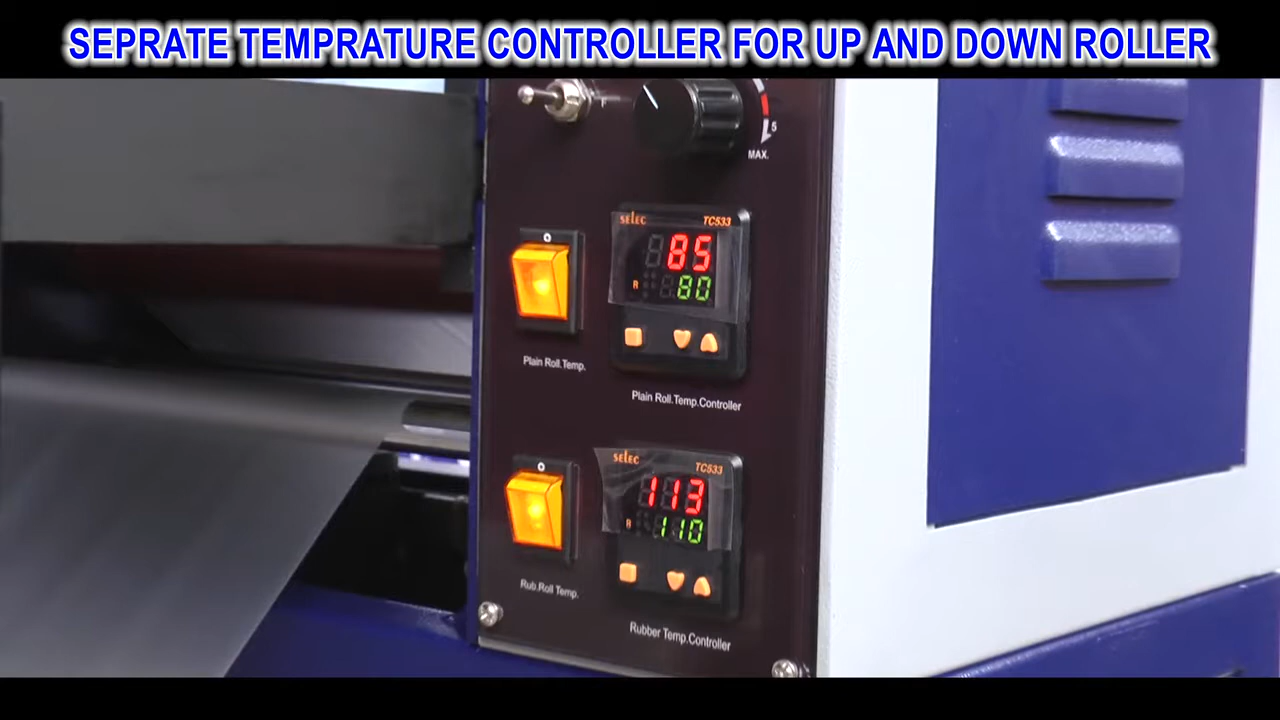 SEPRATE TEMPRATURE CONTROLLER FOR UP AND DOWN ROLLER
5
MAX.
SELEC TC533
85
R 80
Plain Roll.Temp.
Plain Roll.Temp.Controller
SELEC TC533
113
R 110
Rub.Roll Temp.
Rubber Temp.Controller